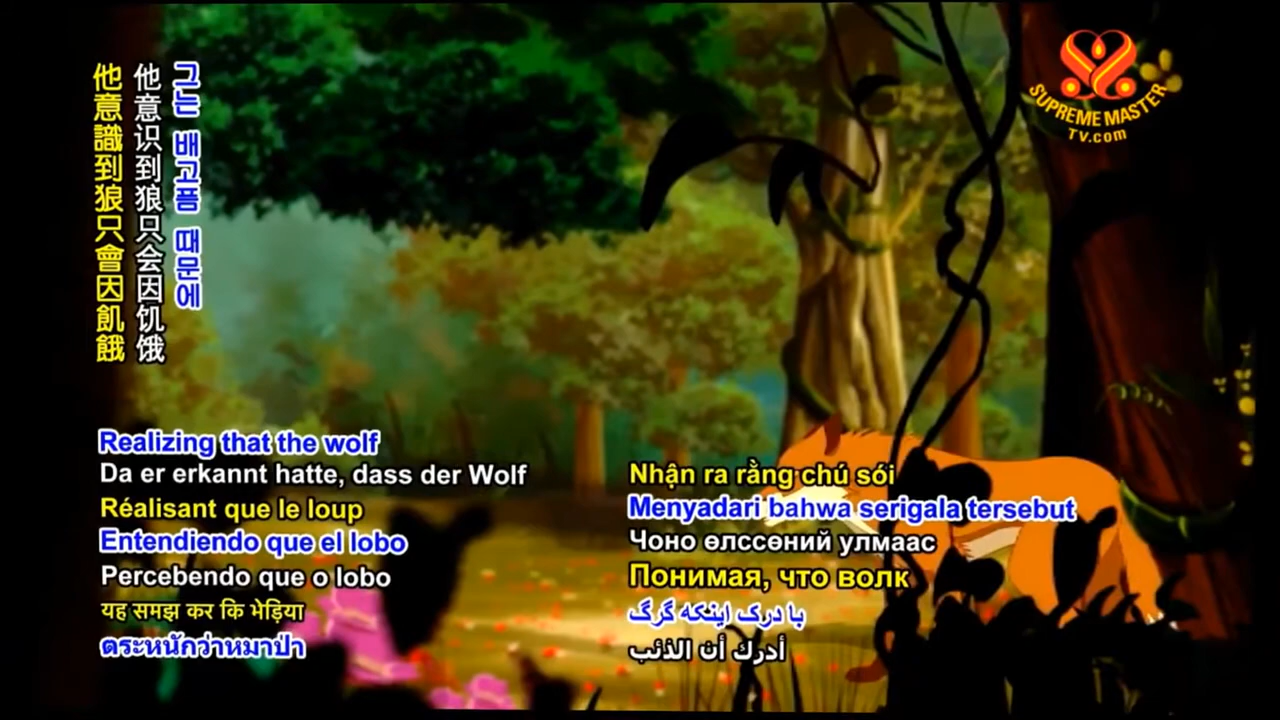 他意識到狼只會因飢餓
他意识到狼只会因饥饿
그는 배고픔 때문에
SUPREME MASTER
TV.com
Realizing that the wolf
Da er erkannt hatte, dass der Wolf
Réalisant que le loup
Entendiendo que el lobo
Percebendo que o lobo
यह समझ कर कि भेड़िया
ตระหนักว่าหมาป่า
Nhận ra rằng chú sói
Menyadari bahwa serigala tersebut
Чоно өлссөний улмаас
Понимая, что волк
با درک اینکه گرگ
أدرك أن الذئب